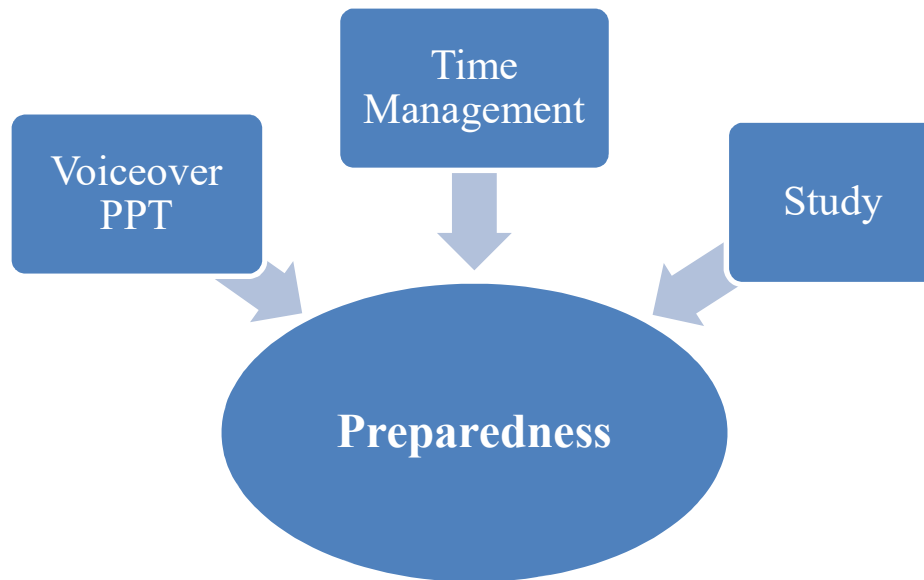 Voiceover
PPT
Time
Management
Study
Preparedness